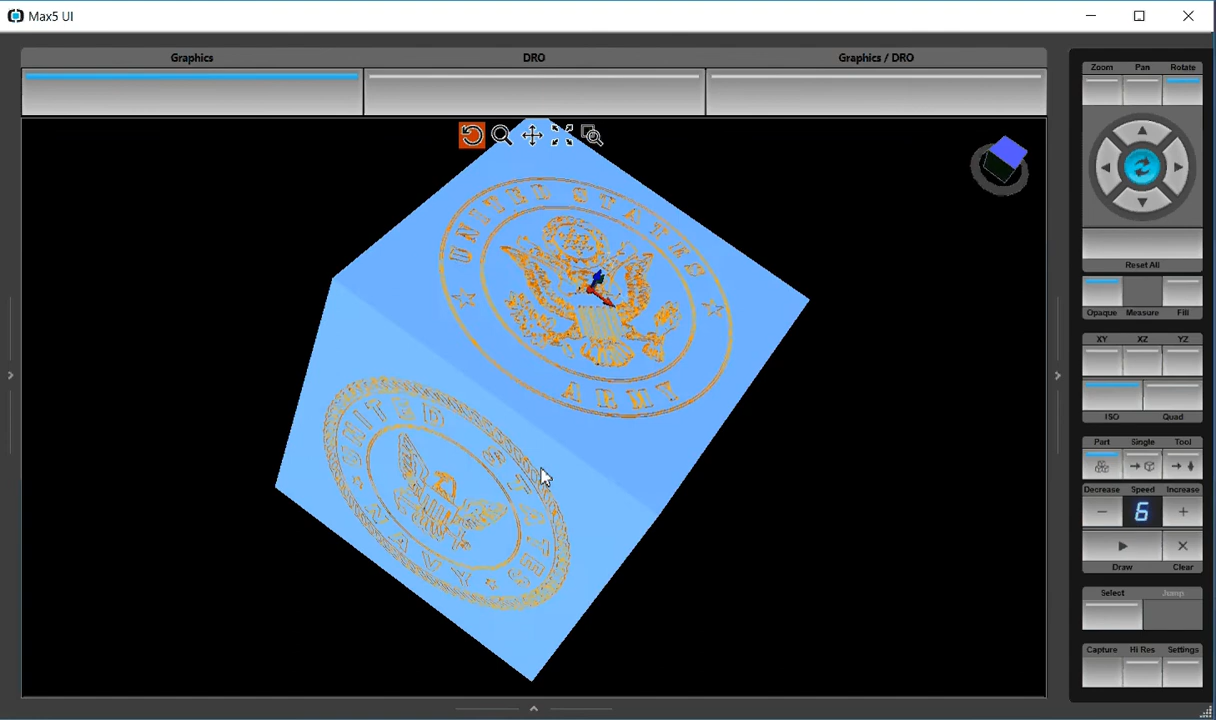 Max5 UI
Graphics
DRO
Graphics / DRO
Zoom Pan Rotate
Reset All
Opaque Measure Fill
XY XZ YZ
ISO Quad
Part Single Tool
Decrease Speed Increase
6
Draw Clear
Select Jump
Capture Hi Res Settings
UNITED STATES
ARMY
UNITED STATES
NAVY